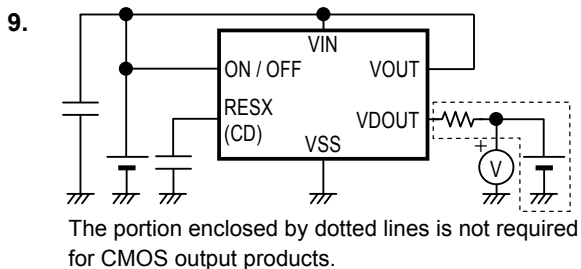 9.
VIN
ON / OFF
VOUT
RESX
(CD)
VDOUT
VSS
+
V
The portion enclosed by dotted lines is not required
for CMOS output products.